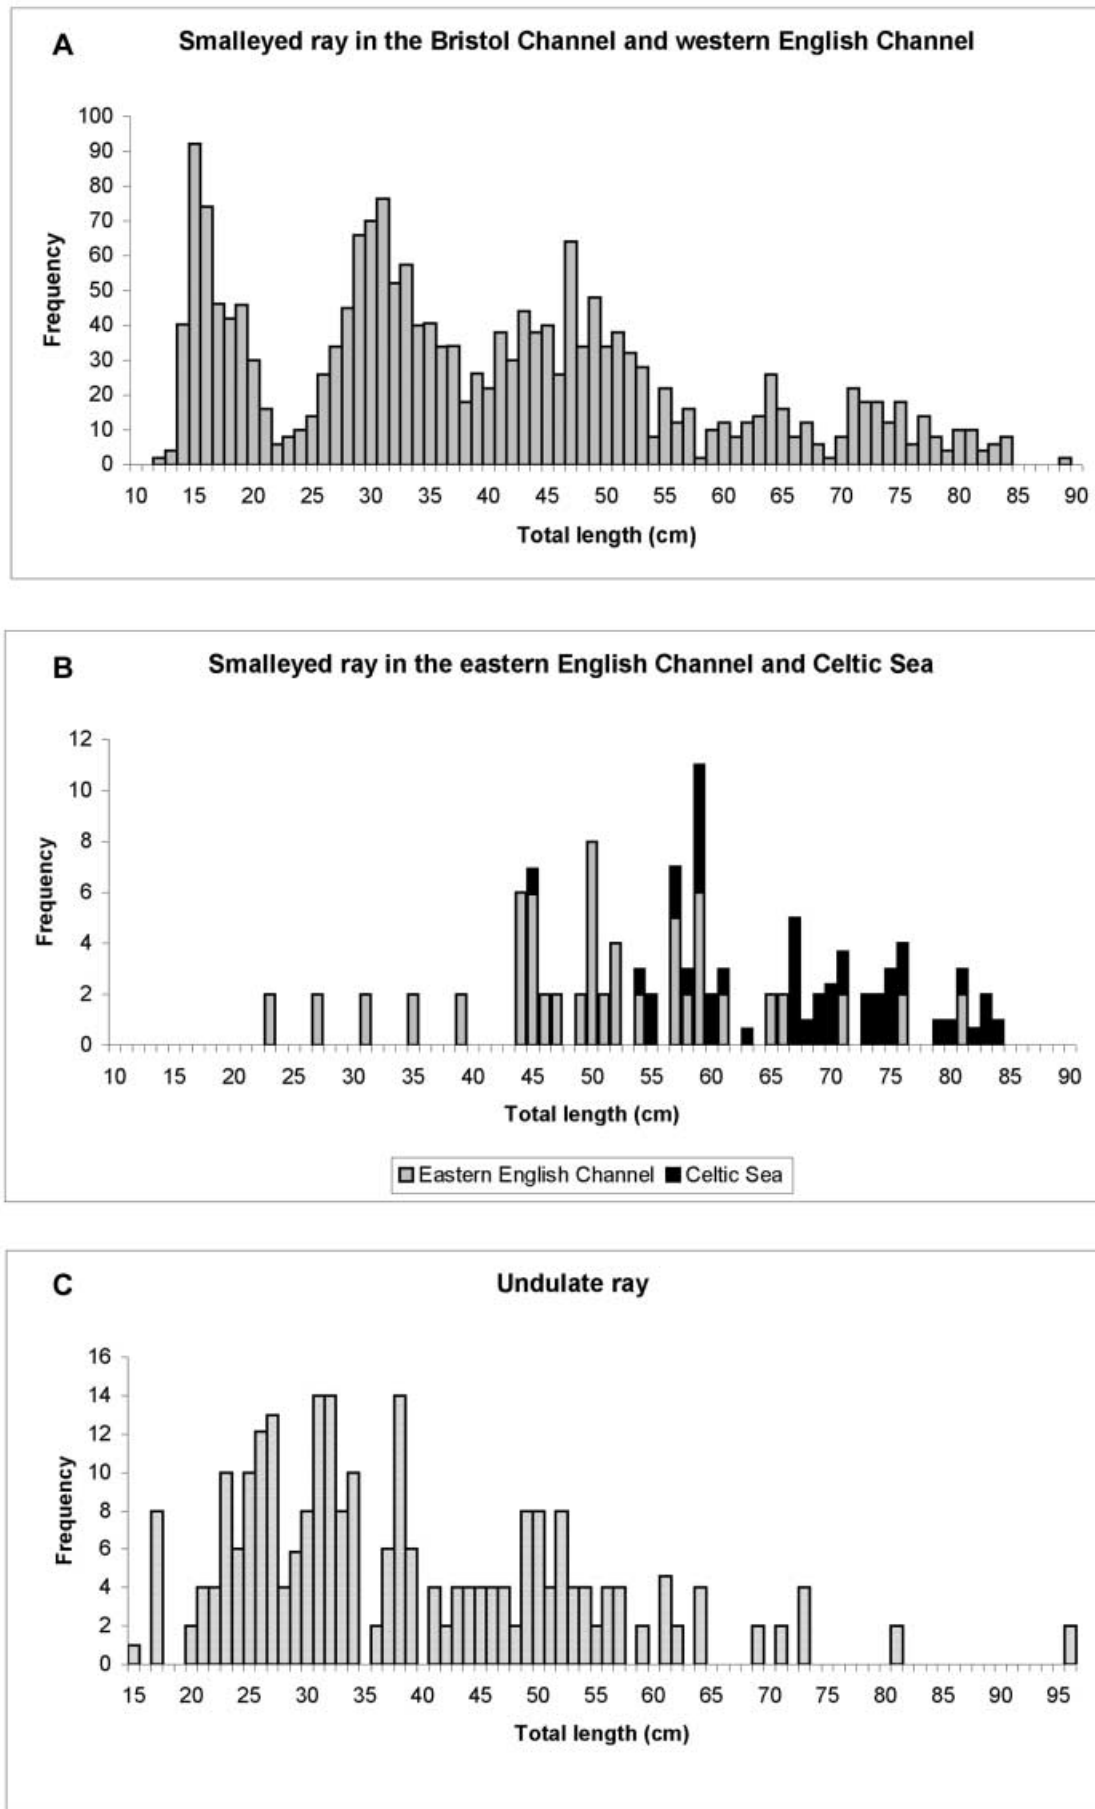 A
Smalleyed ray in the Bristol Channel and western English Channel
100
90
80
70
60
50
40
30
20
10
0
Frequency
10 15 20 25 30 35 40 45 50 55 60 65 70 75 80 85 90
Total length (cm)
B
Smalleyed ray in the eastern English Channel and Celtic Sea
12
10
8
6
4
2
0
Frequency
10 15 20 25 30 35 40 45 50 55 60 65 70 75 80 85 90
Total length (cm)
Eastern English Channel Celtic Sea
C
Undulate ray
16
14
12
10
8
6
4
2
0
Frequency
15 20 25 30 35 40 45 50 55 60 65 70 75 80 85 90 95
Total length (cm)